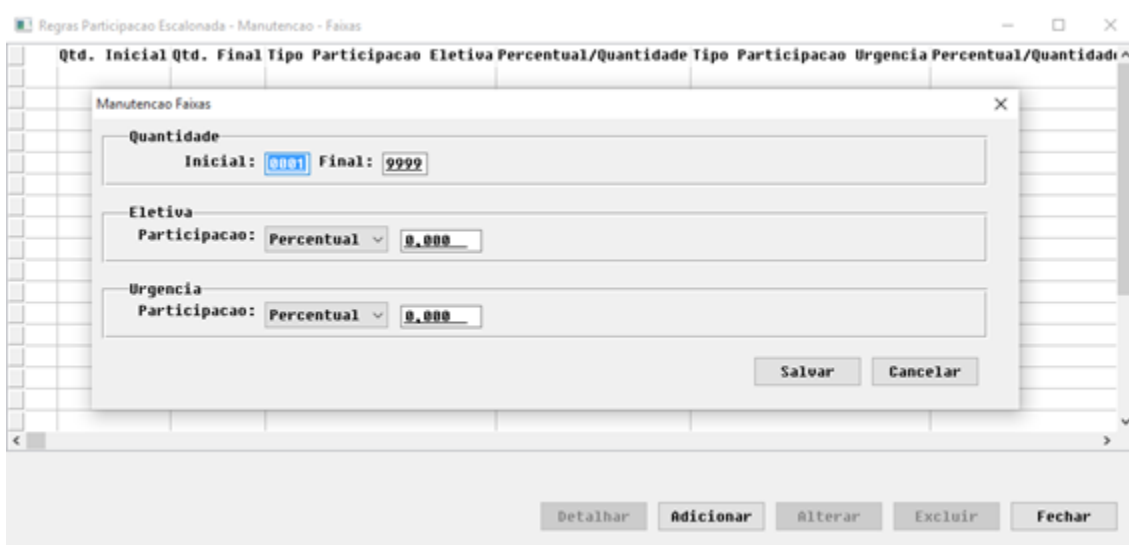 Regras Participacao Escalonada - Manutencao - Faixas
Qtd. Inicial Qtd. Final Tipo Participacao Eletiva Percentual/Quantidade Tipo Participacao Urgencia Percentual/Quantidade
Manutencao Faixas
Quantidade
Inicial: 0001 Final: 9999
Eletiva
Participacao: Percentual 0,000
Urgencia
Participacao: Percentual 0,000
Salvar Cancelar
Detalhar Adicionar Alterar Excluir Fechar